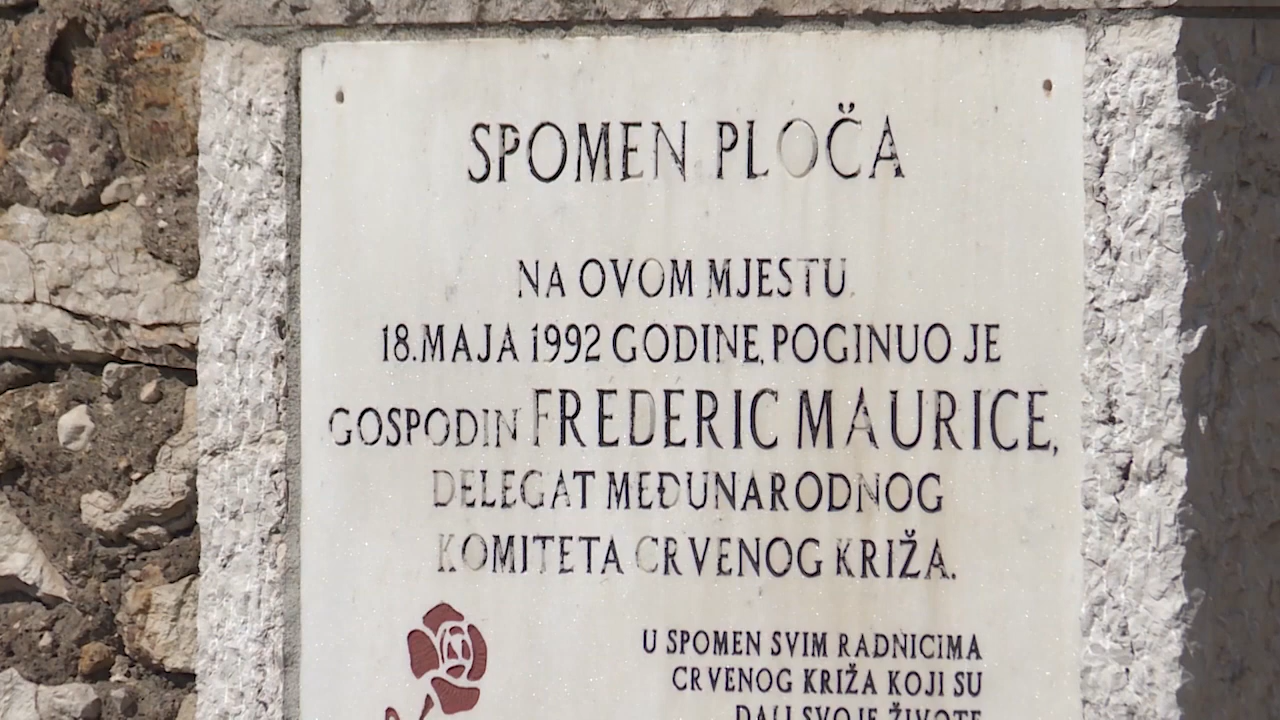 SPOMEN PLOČA
NA OVOM MJESTU
18.MAJA 1992 GODINE, POGINUO JE
GOSPODIN FREDERIC MAURICE,
DELEGAT MEĐUNARODNOG
KOMITETA CRVENOG KRIŽA.
U SPOMEN SVIM RADNICIMA
CRVENOG KRIŽA KOJI SU
DALI SVOJE ŽIVOTE